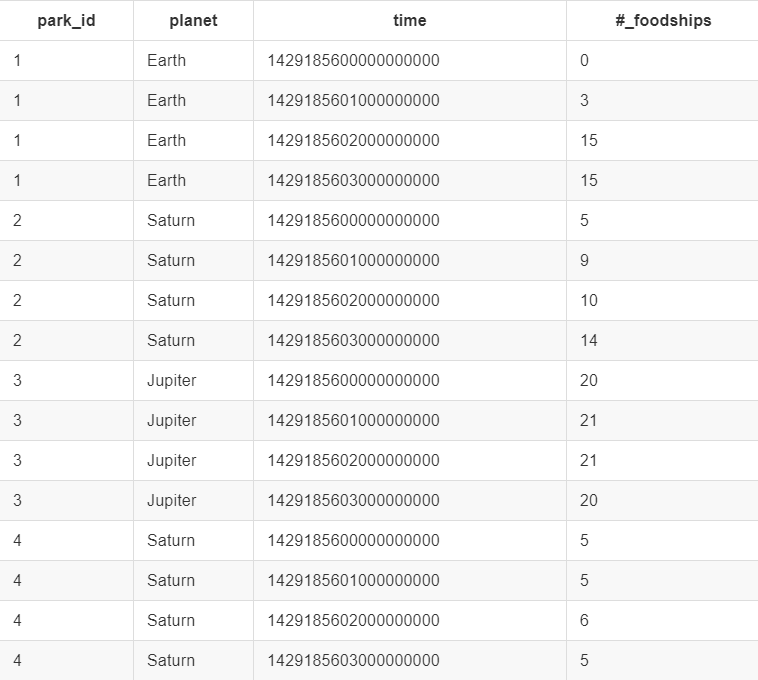 park_id planet time #_foodships
1 Earth 1429185600000000000 0
1 Earth 1429185601000000000 3
1 Earth 1429185602000000000 15
1 Earth 1429185603000000000 15
2 Saturn 1429185600000000000 5
2 Saturn 1429185601000000000 9
2 Saturn 1429185602000000000 10
2 Saturn 1429185603000000000 14
3 Jupiter 1429185600000000000 20
3 Jupiter 1429185601000000000 21
3 Jupiter 1429185602000000000 21
3 Jupiter 1429185603000000000 20
4 Saturn 1429185600000000000 5
4 Saturn 1429185601000000000 5
4 Saturn 1429185602000000000 6
4 Saturn 1429185603000000000 5